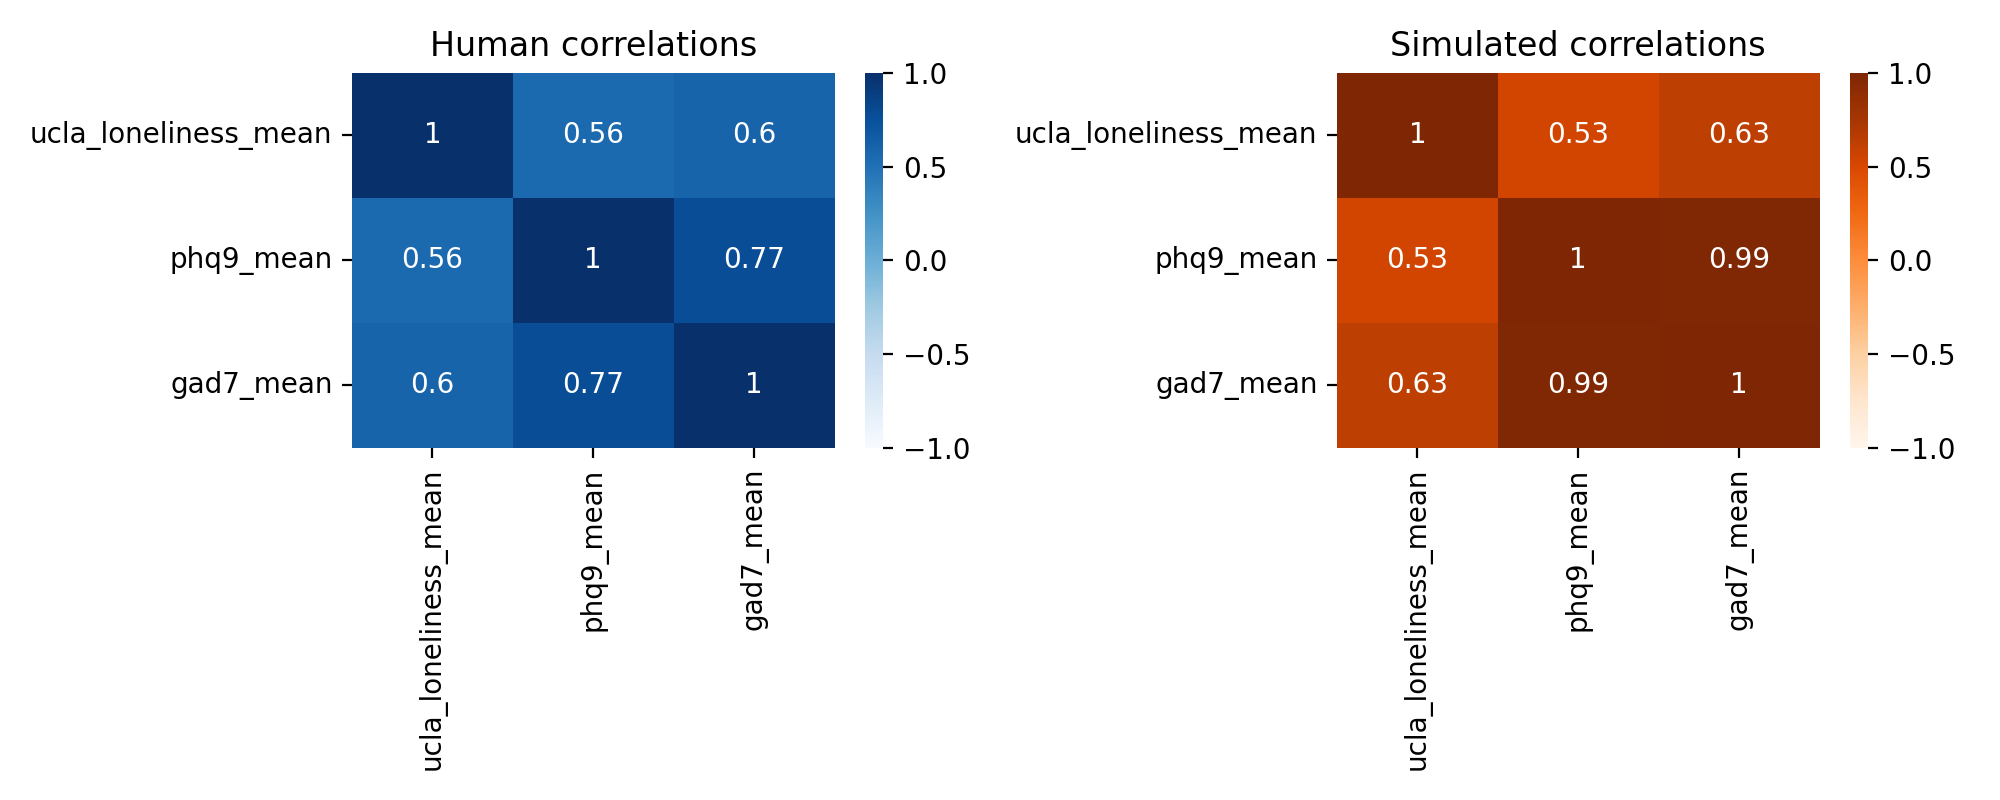 Human correlations
ucla_loneliness_mean
phq9_mean
gad7_mean
1 0.56 0.6
0.56 1 0.77
0.6 0.77 1
1.0
0.5
0.0
−0.5
−1.0
ucla_loneliness_mean
phq9_mean
gad7_mean
Simulated correlations
ucla_loneliness_mean
phq9_mean
gad7_mean
1 0.53 0.63
0.53 1 0.99
0.63 0.99 1
1.0
0.5
0.0
−0.5
−1.0
ucla_loneliness_mean
phq9_mean
gad7_mean